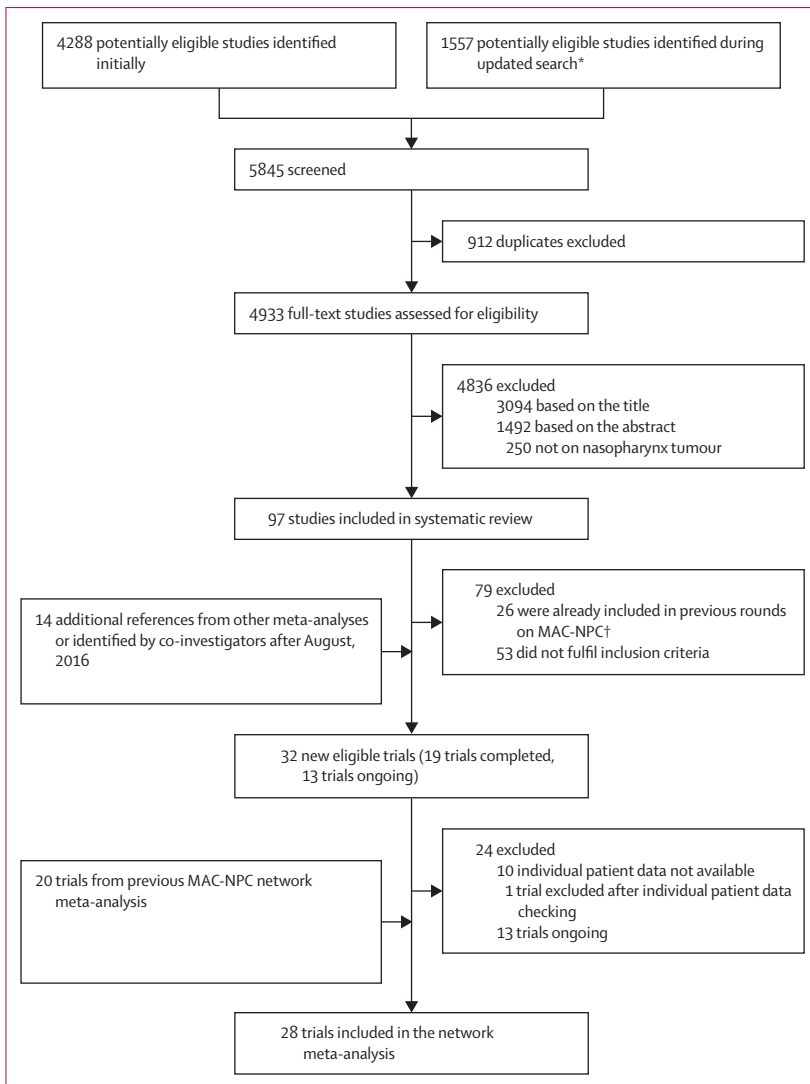 4288 potentially eligible studies identified
initially
1557 potentially eligible studies identified during
updated search*
5845 screened
912 duplicates excluded
4933 full-text studies assessed for eligibility
4836 excluded
3094 based on the title
1492 based on the abstract
250 not on nasopharynx tumour
97 studies included in systematic review
14 additional references from other meta-analyses
or identified by co-investigators after August,
2016
79 excluded
26 were already included in previous rounds
on MAC-NPC†
53 did not fulfil inclusion criteria
32 new eligible trials (19 trials completed,
13 trials ongoing)
20 trials from previous MAC-NPC network
meta-analysis
24 excluded
10 individual patient data not available
1 trial excluded after individual patient data
checking
13 trials ongoing
28 trials included in the network
meta-analysis